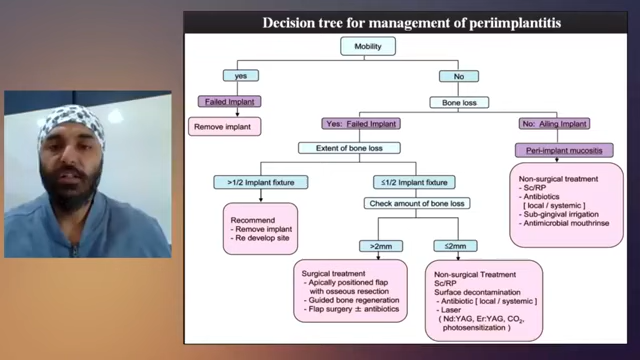 Decision tree for management of periimplantitis
Mobility
yes
No
Failed Implant
Bone loss
Remove implant
Yes: Failed Implant
No: Ailing Implant
Extent of bone loss
Peri-implant mucositis
>1/2 Implant fixture
≤1/2 Implant fixture
Non-surgical treatment
- Sc/RP
- Antibiotics
[ local / systemic ]
- Sub-gingival irrigation
- Antimicrobial mouthrinse
Check amount of bone loss
Recommend
- Remove implant
- Re develop site
>2mm
≤2mm
Surgical treatment
- Apically positioned flap
with osseous resection
- Guided bone regeneration
- Flap surgery ± antibiotics
Non-surgical Treatment
Sc/RP
Surface decontamination
- Antibiotic [ local / systemic ]
- Laser
( Nd:YAG, Er:YAG, CO₂,
photosensitization )